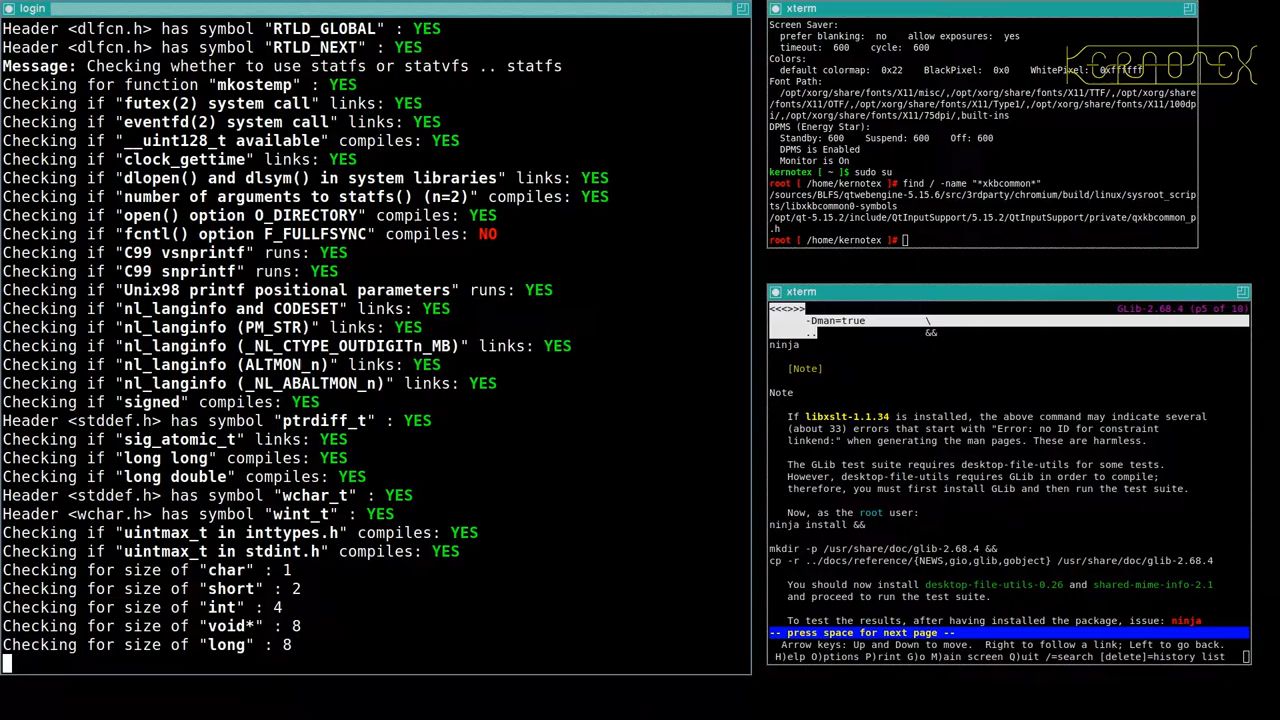 login
Header <dlfcn.h> has symbol "RTLD_GLOBAL" : YES
Header <dlfcn.h> has symbol "RTLD_NEXT" : YES
Message: Checking whether to use statfs or statvfs .. statfs
Checking for function "mkostemp" : YES
Checking if "futex(2) system call" links: YES
Checking if "eventfd(2) system call" links: YES
Checking if "__uint128_t available" compiles: YES
Checking if "clock_gettime" links: YES
Checking if "dlopen() and dlsym() in system libraries" links: YES
Checking if "number of arguments to statfs() (n=2)" compiles: YES
Checking if "open() option O_DIRECTORY" compiles: YES
Checking if "fcntl() option F_FULLFSYNC" compiles: NO
Checking if "C99 vsnprintf" runs: YES
Checking if "C99 snprintf" runs: YES
Checking if "Unix98 printf positional parameters" runs: YES
Checking if "nl_langinfo and CODESET" links: YES
Checking if "nl_langinfo (PM_STR)" links: YES
Checking if "nl_langinfo (_NL_CTYPE_OUTDIGITn_MB)" links: YES
Checking if "nl_langinfo (ALTMON_n)" links: YES
Checking if "nl_langinfo (_NL_ABALTMON_n)" links: YES
Checking if "signed" compiles: YES
Header <stddef.h> has symbol "ptrdiff_t" : YES
Checking if "sig_atomic_t" links: YES
Checking if "long long" compiles: YES
Checking if "long double" compiles: YES
Header <stddef.h> has symbol "wchar_t" : YES
Header <wchar.h> has symbol "wint_t" : YES
Checking if "uintmax_t in inttypes.h" compiles: YES
Checking if "uintmax_t in stdint.h" compiles: YES
Checking for size of "char" : 1
Checking for size of "short" : 2
Checking for size of "int" : 4
Checking for size of "void*" : 8
Checking for size of "long" : 8
xterm
Screen Saver:
prefer blanking: no allow exposures: yes
timeout: 600 cycle: 600
Colors:
default colormap: 0x22 BlackPixel: 0x0 WhitePixel: 0xffffff
KERNOTEX
Font Path:
/opt/xorg/share/fonts/X11/misc/,/opt/xorg/share/fonts/X11/TTF/,/opt/xorg/share
/fonts/X11/OTF/,/opt/xorg/share/fonts/X11/Type1/,/opt/xorg/share/fonts/X11/100dp
i/,/opt/xorg/share/fonts/X11/75dpi/,built-ins
DPMS (Energy Star):
Standby: 600 Suspend: 600 Off: 600
DPMS is Enabled
Monitor is On
kernotex [ ~ ]$ sudo su
root [ /home/kernotex ]# find / -name "*xkbcommon*"
/sources/BLFS/qtwebengine-5.15.6/src/3rdparty/chromium/build/linux/sysroot_scrip
ts/libxkbcommon0-symbols
/opt/qt-5.15.2/include/QtInputSupport/5.15.2/QtInputSupport/private/qxkbcommon_p
.h
root [ /home/kernotex ]#
xterm
<<<>>> GLib-2.68.4 (p5 of 10)
-Dman=true \
.. &&
ninja
[Note]
Note
If libxslt-1.1.34 is installed, the above command may indicate several
(about 33) errors that start with "Error: no ID for constraint
linkend:" when generating the man pages. These are harmless.
The GLib test suite requires desktop-file-utils for some tests.
However, desktop-file-utils requires GLib in order to compile;
therefore, you must first install GLib and then run the test suite.
Now, as the root user:
ninja install &&
mkdir -p /usr/share/doc/glib-2.68.4 &&
cp -r ../docs/reference/{NEWS,gio,glib,gobject} /usr/share/doc/glib-2.68.4
You should now install desktop-file-utils-0.26 and shared-mime-info-2.1
and proceed to run the test suite.
To test the results, after having installed the package, issue: ninja
-- press space for next page --
Arrow keys: Up and Down to move. Right to follow a link; Left to go back.
H)elp O)ptions P)rint G)o M)ain screen Q)uit /=search [delete]=history list